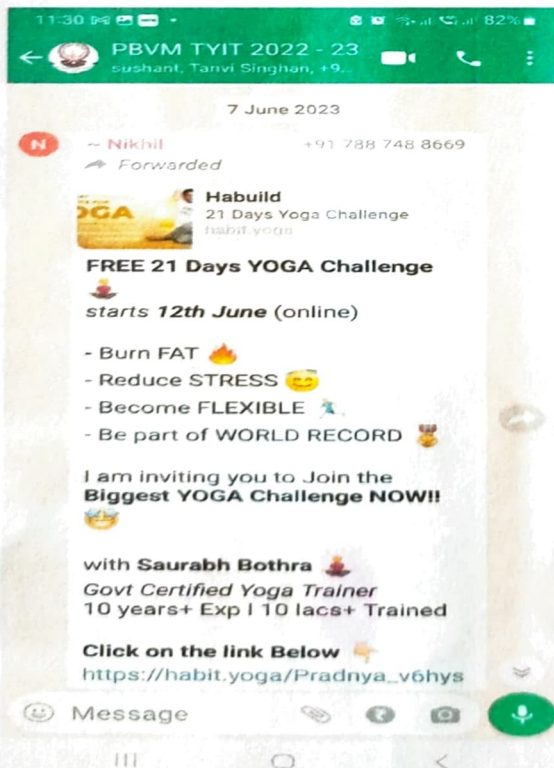 11:30 82%
PBVM TYIT 2022 - 23
sushant, Tanvi Singhan, +9...
7 June 2023
N
~ Nikhil +91 788 748 8669
Forwarded
OGA
Habuild
21 Days Yoga Challenge
habit.yoga
FREE 21 Days YOGA Challenge
starts 12th June (online)
- Burn FAT 🔥
- Reduce STRESS 😇
- Become FLEXIBLE
- Be part of WORLD RECORD 🏅
I am inviting you to Join the
Biggest YOGA Challenge NOW!!
🤩
with Saurabh Bothra
Govt Certified Yoga Trainer
10 years+ Exp I 10 lacs+ Trained
Click on the link Below 👇
https://habit.yoga/Pradnya_v6hys
Message